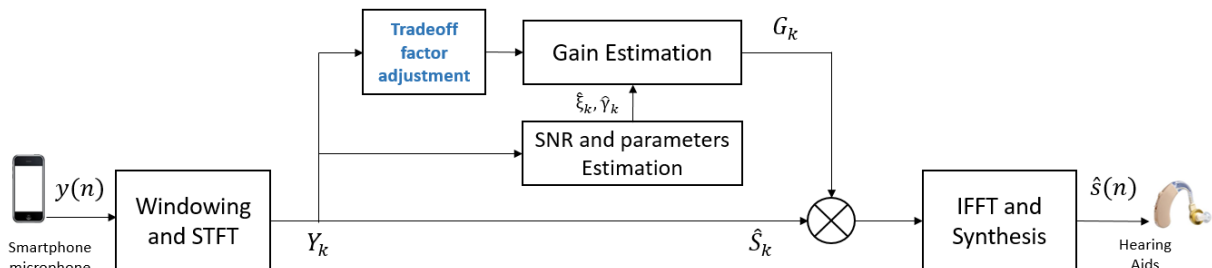 Tradeoff
factor
adjustment
Gain Estimation
G_k
ξ̂_k, γ̂_k
SNR and parameters
Estimation
y(n)
Smartphone
microphone
Windowing
and STFT
Y_k
Ŝ_k
IFFT and
Synthesis
ŝ(n)
Hearing
Aids